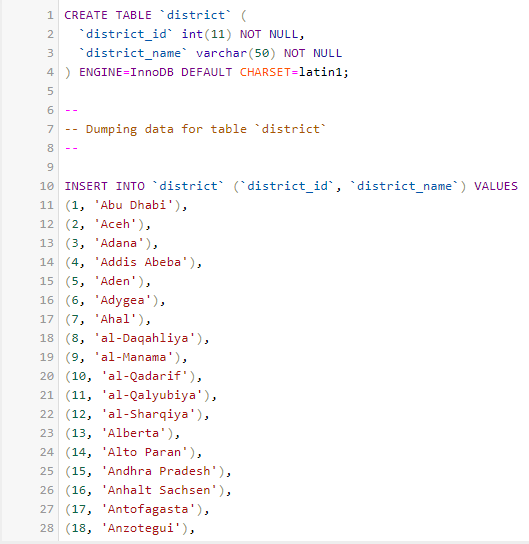 1 CREATE TABLE `district` (
2 `district_id` int(11) NOT NULL,
3 `district_name` varchar(50) NOT NULL
4 ) ENGINE=InnoDB DEFAULT CHARSET=latin1;
5
6 --
7 -- Dumping data for table `district`
8 --
9
10 INSERT INTO `district` (`district_id`, `district_name`) VALUES
11 (1, 'Abu Dhabi'),
12 (2, 'Aceh'),
13 (3, 'Adana'),
14 (4, 'Addis Abeba'),
15 (5, 'Aden'),
16 (6, 'Adygea'),
17 (7, 'Ahal'),
18 (8, 'al-Daqahliya'),
19 (9, 'al-Manama'),
20 (10, 'al-Qadarif'),
21 (11, 'al-Qalyubiya'),
22 (12, 'al-Sharqiya'),
23 (13, 'Alberta'),
24 (14, 'Alto Paran'),
25 (15, 'Andhra Pradesh'),
26 (16, 'Anhalt Sachsen'),
27 (17, 'Antofagasta'),
28 (18, 'Anzotegui'),